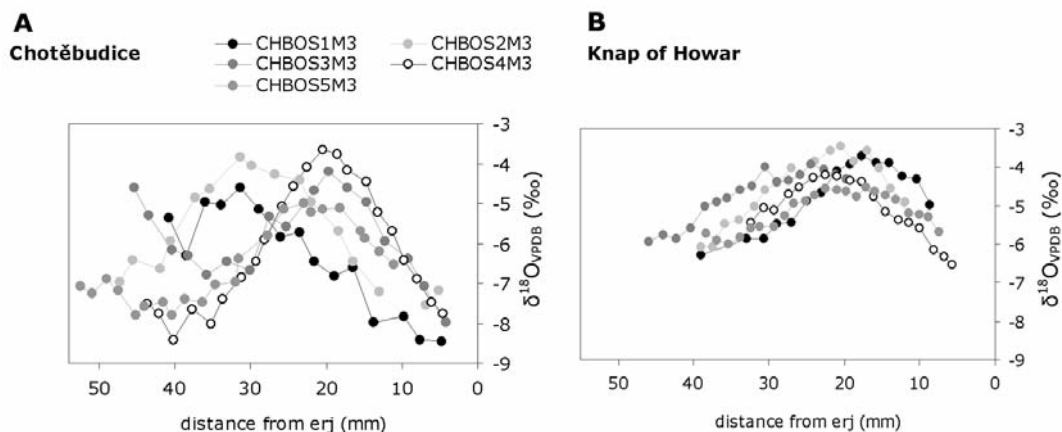 A
Chotěbudice
CHBOS1M3 CHBOS2M3
CHBOS3M3 CHBOS4M3
CHBOS5M3
-3
-4
-5
-6
-7
-8
-9
δ¹⁸O_VPDB (‰)
50 40 30 20 10 0
distance from erj (mm)
B
Knap of Howar
-3
-4
-5
-6
-7
-8
-9
δ¹⁸O_VPDB (‰)
50 40 30 20 10 0
distance from erj (mm)